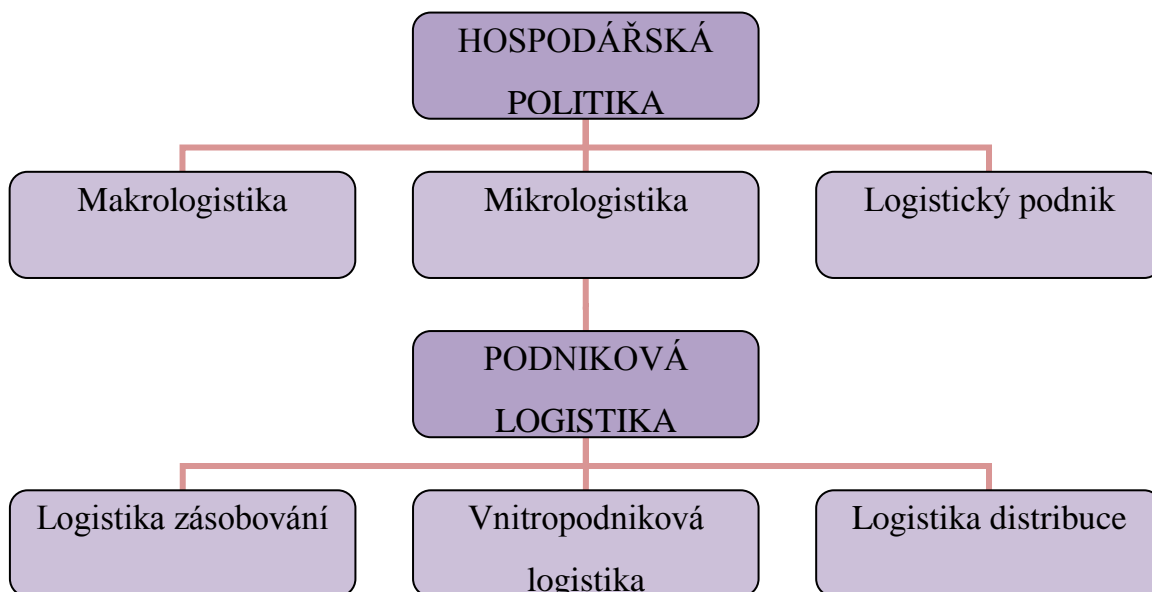 HOSPODÁŘSKÁ
POLITIKA
Makrologistika
Mikrologistika
Logistický podnik
PODNIKOVÁ
LOGISTIKA
Logistika zásobování
Vnitropodniková
logistika
Logistika distribuce